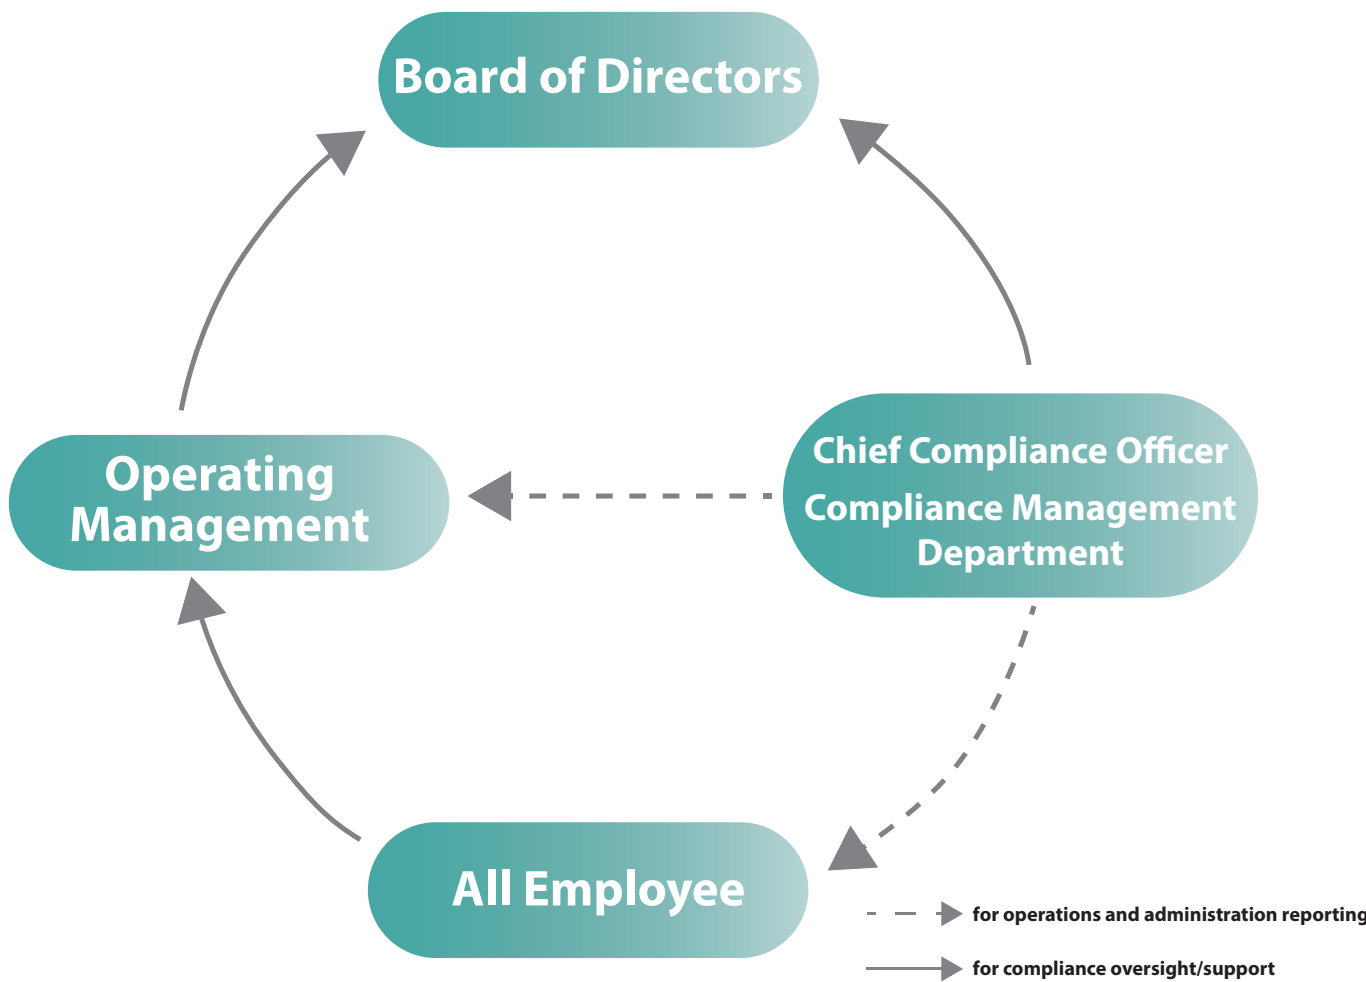 Board of Directors
Operating
Management
Chief Compliance Officer
Compliance Management
Department
All Employee
for operations and administration reporting
for compliance oversight/support